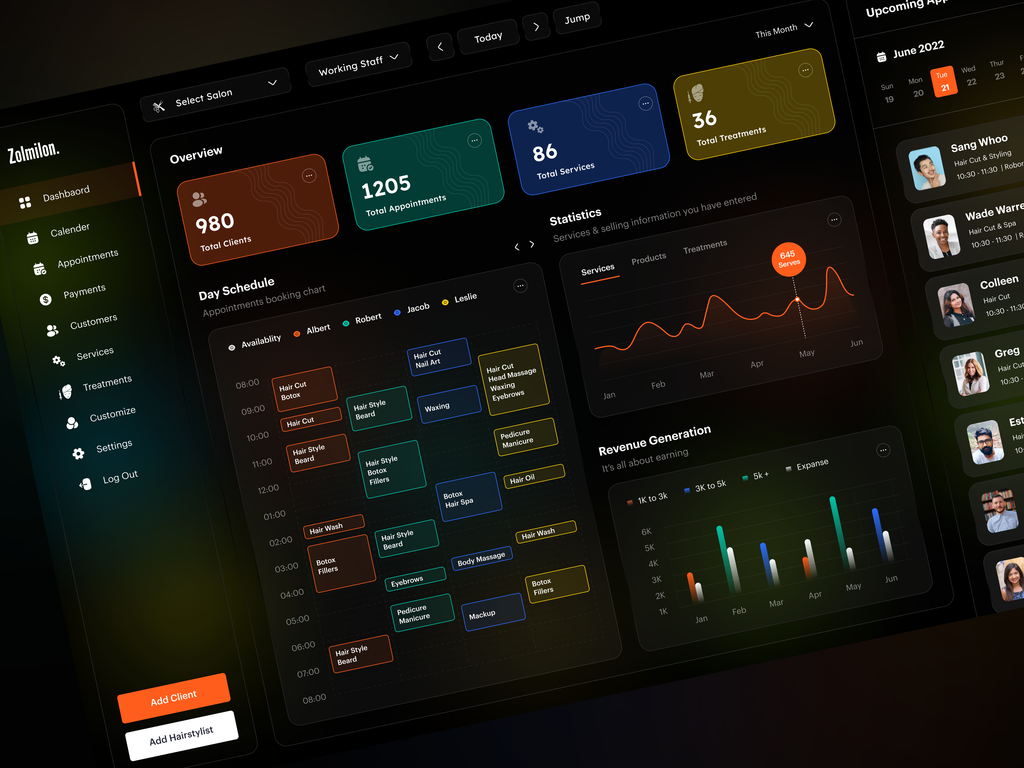 Zolmilon.
Dashbaord
Calender
Appointments
Payments
Customers
Services
Treatments
Customize
Settings
Log Out
Add Client
Add Hairstylist
Select Salon
Working Staff
Today
Jump
Overview
This Month
980
Total Clients
1205
Total Appointments
86
Total Services
36
Total Treatments
Day Schedule
Appointments booking chart
Availablity
Albert
Robert
Jacob
Leslie
08:00
09:00
10:00
11:00
12:00
01:00
02:00
03:00
04:00
05:00
06:00
07:00
08:00
Hair Cut
Botox
Hair Cut
Hair Style
Beard
Hair Wash
Botox
Fillers
Hair Style
Beard
Hair Style
Beard
Hair Style
Botox
Fillers
Hair Style
Beard
Eyebrows
Pedicure
Manicure
Hair Cut
Nail Art
Waxing
Botox
Hair Spa
Body Massage
Mackup
Hair Cut
Head Massage
Waxing
Eyebrows
Pedicure
Manicure
Hair Oil
Hair Wash
Botox
Fillers
Statistics
Services & selling information you have entered
Services
Products
Treatments
645
Serves
Jan
Feb
Mar
Apr
May
Jun
Revenue Generation
It's all about earning
1K to 3k
3K to 5k
5k +
Expanse
6K
5K
4K
3K
2K
1K
Jan
Feb
Mar
Apr
May
Jun
Upcoming
June 2022
Sun
Mon
Tue
Wed
Thur
19
20
21
22
23
Sang Whoo
Hair Cut & Styling
10:30 - 11:30 |
Wade
Hair Cut & Spa
10:30 - 11:30 |
Colleen
Hair Cut
10:30 - 11:30
Greg
Hair
10:30